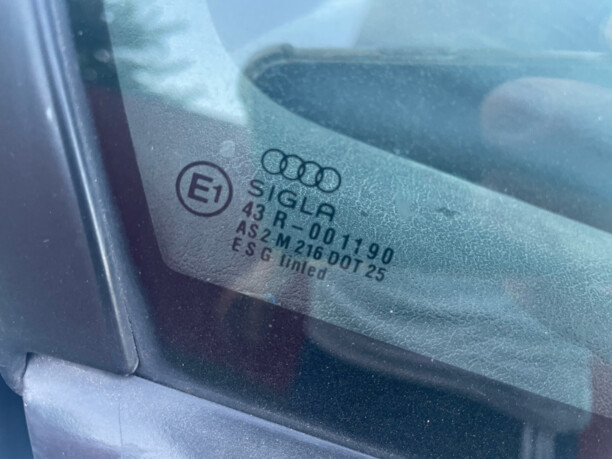 E1
SIGLA
43 R-001190
AS2 M 216 DOT 25
E S G tinted